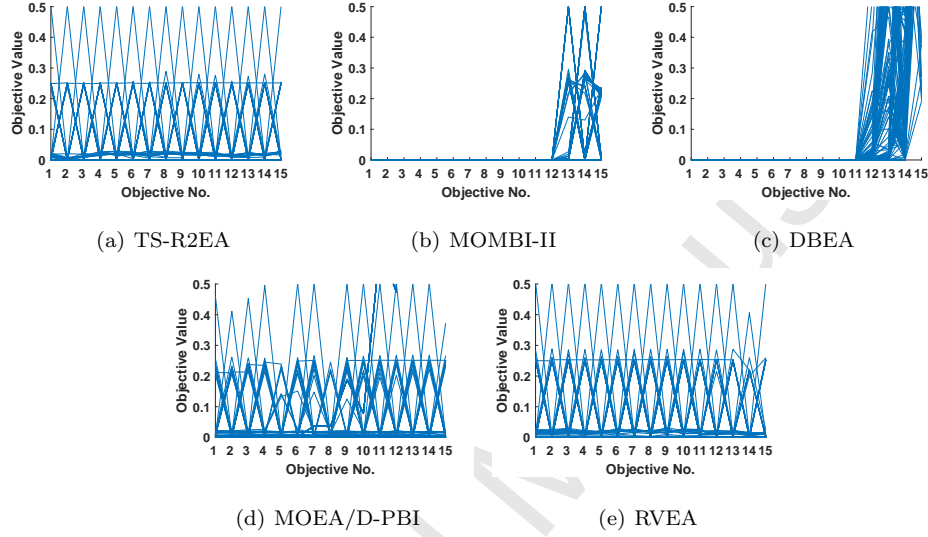 0.5 0.5 0.5
0.4 0.4 0.4
0.3 0.3 0.3
0.2 0.2 0.2
0.1 0.1 0.1
0 0 0
Objective Value Objective Value Objective Value
1 2 3 4 5 6 7 8 9 10 11 12 13 14 15 1 2 3 4 5 6 7 8 9 10 11 12 13 14 15 1 2 3 4 5 6 7 8 9 10 11 12 13 14 15
Objective No. Objective No. Objective No.
(a) TS-R2EA (b) MOMBI-II (c) DBEA
0.5 0.5
0.4 0.4
0.3 0.3
0.2 0.2
0.1 0.1
0 0
Objective Value Objective Value
1 2 3 4 5 6 7 8 9 10 11 12 13 14 15 1 2 3 4 5 6 7 8 9 10 11 12 13 14 15
Objective No. Objective No.
(d) MOEA/D-PBI (e) RVEA